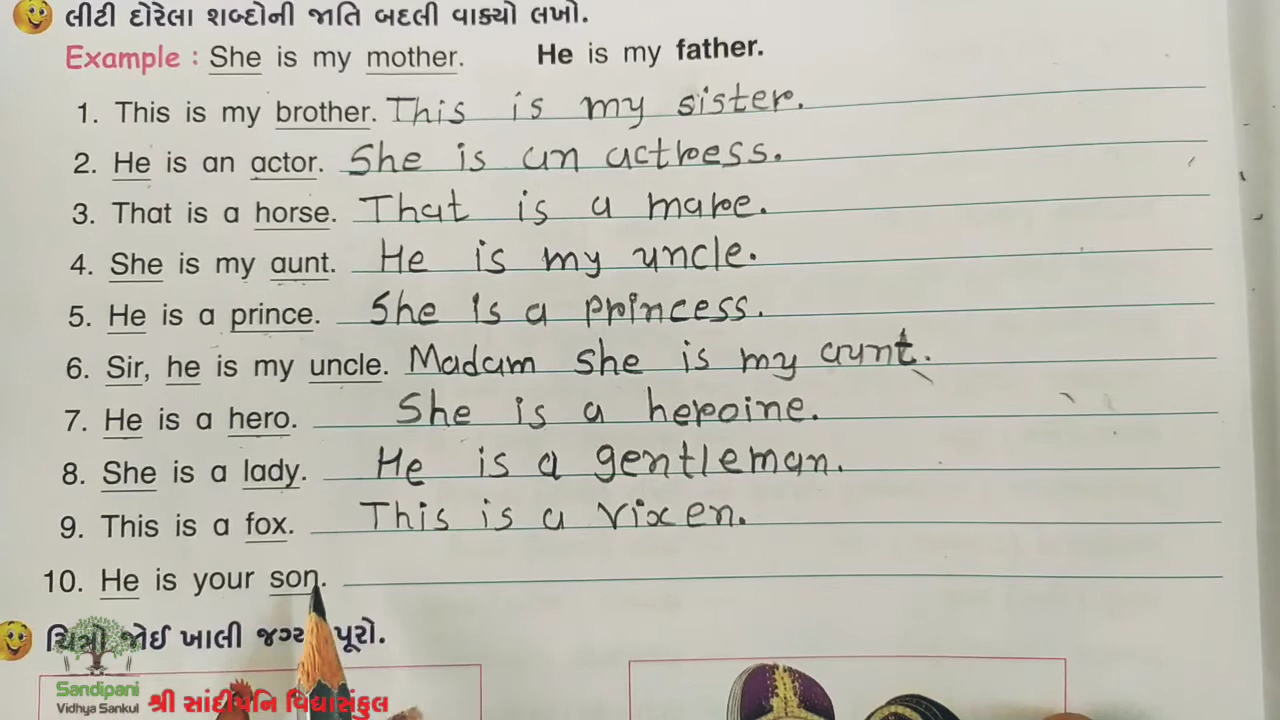 લીટી દોરેલા શબ્દોની જાતિ બદલી વાક્યો લખો.
Example : She is my mother. He is my father.
1. This is my brother. This is my sister.
2. He is an actor. She is an actress.
3. That is a horse. That is a mare.
4. She is my aunt. He is my uncle.
5. He is a prince. She is a princess.
6. Sir, he is my uncle. Madam she is my aunt.
7. He is a hero. She is a heroine.
8. She is a lady. He is a gentleman.
9. This is a fox. This is a vixen.
10. He is your son.
ચિત્રો જોઈ ખાલી પૂરો.
Sandipani
Vidhya Sankul
શ્રી સાંદીપનિ વિદ્યાસંકુલ